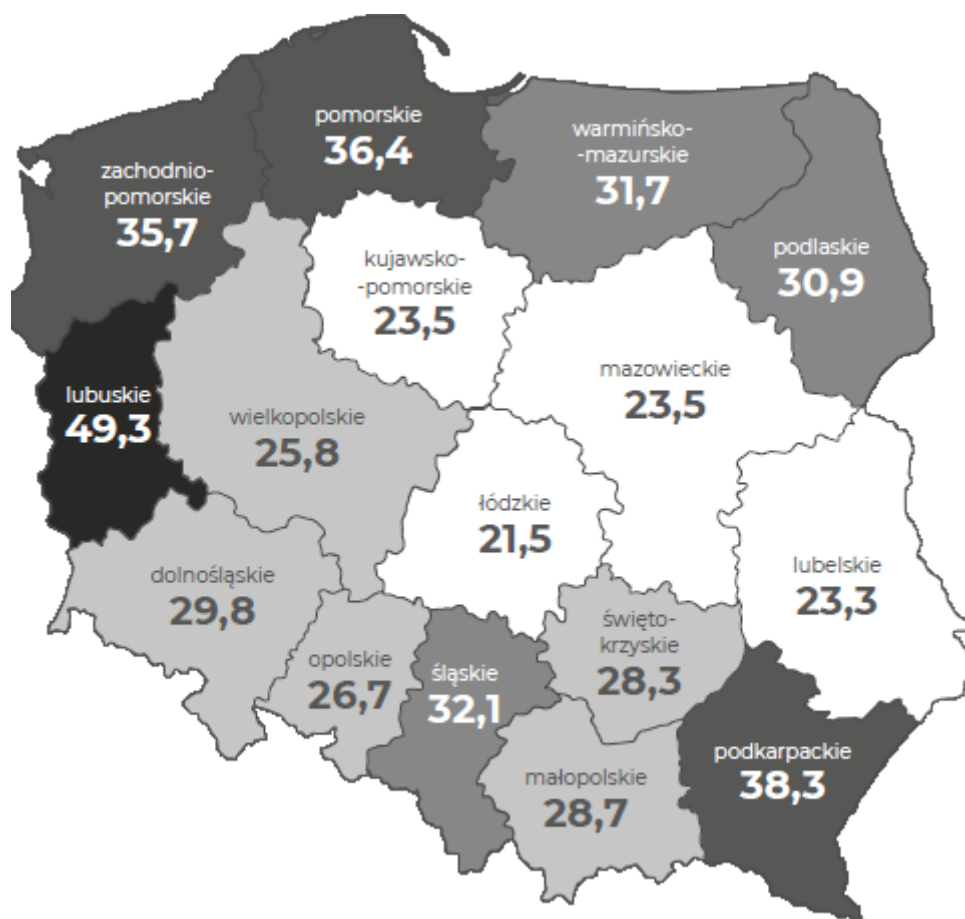 pomorskie
36,4
warmińsko-
-mazurskie
31,7
zachodnio-
pomorskie
35,7
podlaskie
30,9
kujawsko-
-pomorskie
23,5
mazowieckie
23,5
lubuskie
49,3
wielkopolskie
25,8
łódzkie
21,5
lubelskie
23,3
dolnośląskie
29,8
święto-
krzyskie
28,3
opolskie
26,7
śląskie
32,1
podkarpackie
38,3
małopolskie
28,7